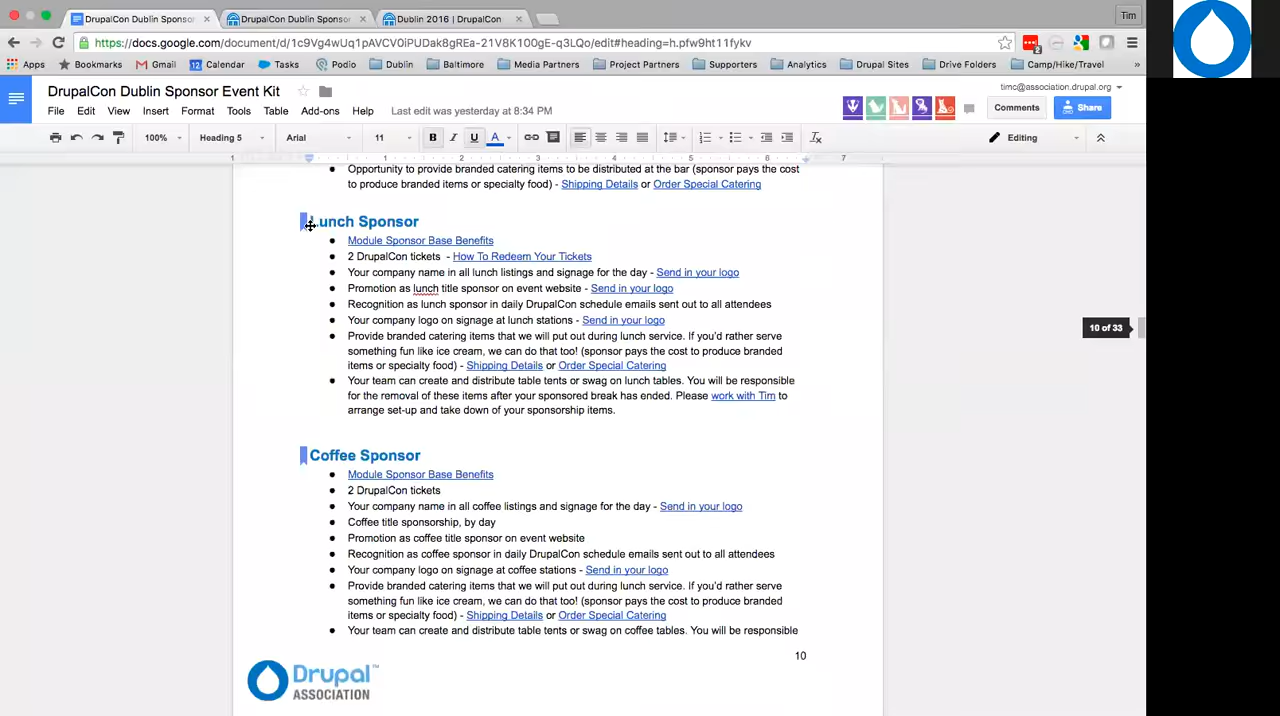 DrupalCon Dublin Sponsor
DrupalCon Dublin Sponsor
Dublin 2016 | DrupalCon
Tim
https://docs.google.com/document/d/1c9Vg4wUq1pAVCV0iPUDak8gREa-21V8K100gE-q3LQo/edit#heading=h.pfw9ht11fykv
2
Apps Bookmarks Gmail 12 Calendar Tasks Podio Dublin Baltimore Media Partners Project Partners Supporters Analytics Drupal Sites Drive Folders Camp/Hike/Travel »
DrupalCon Dublin Sponsor Event Kit
timc@association.drupal.org
File Edit View Insert Format Tools Table Add-ons Help Last edit was yesterday at 8:34 PM
Comments Share
100% Heading 5 Arial 11 B I U A Editing
1 1 2 3 4 5 6 7
Opportunity to provide branded catering items to be distributed at the bar (sponsor pays the cost
to produce branded items or specialty food) - Shipping Details or Order Special Catering
Lunch Sponsor
Module Sponsor Base Benefits
2 DrupalCon tickets - How To Redeem Your Tickets
Your company name in all lunch listings and signage for the day - Send in your logo
Promotion as lunch title sponsor on event website - Send in your logo
Recognition as lunch sponsor in daily DrupalCon schedule emails sent out to all attendees
Your company logo on signage at lunch stations - Send in your logo
Provide branded catering items that we will put out during lunch service. If you'd rather serve
something fun like ice cream, we can do that too! (sponsor pays the cost to produce branded
items or specialty food) - Shipping Details or Order Special Catering
Your team can create and distribute table tents or swag on lunch tables. You will be responsible
for the removal of these items after your sponsored break has ended. Please work with Tim to
arrange set-up and take down of your sponsorship items.
10 of 33
Coffee Sponsor
Module Sponsor Base Benefits
2 DrupalCon tickets
Your company name in all coffee listings and signage for the day - Send in your logo
Coffee title sponsorship, by day
Promotion as coffee title sponsor on event website
Recognition as coffee sponsor in daily DrupalCon schedule emails sent out to all attendees
Your company logo on signage at coffee stations - Send in your logo
Provide branded catering items that we will put out during lunch service. If you'd rather serve
something fun like ice cream, we can do that too! (sponsor pays the cost to produce branded
items or specialty food) - Shipping Details or Order Special Catering
Your team can create and distribute table tents or swag on coffee tables. You will be responsible
10
Drupal™
ASSOCIATION